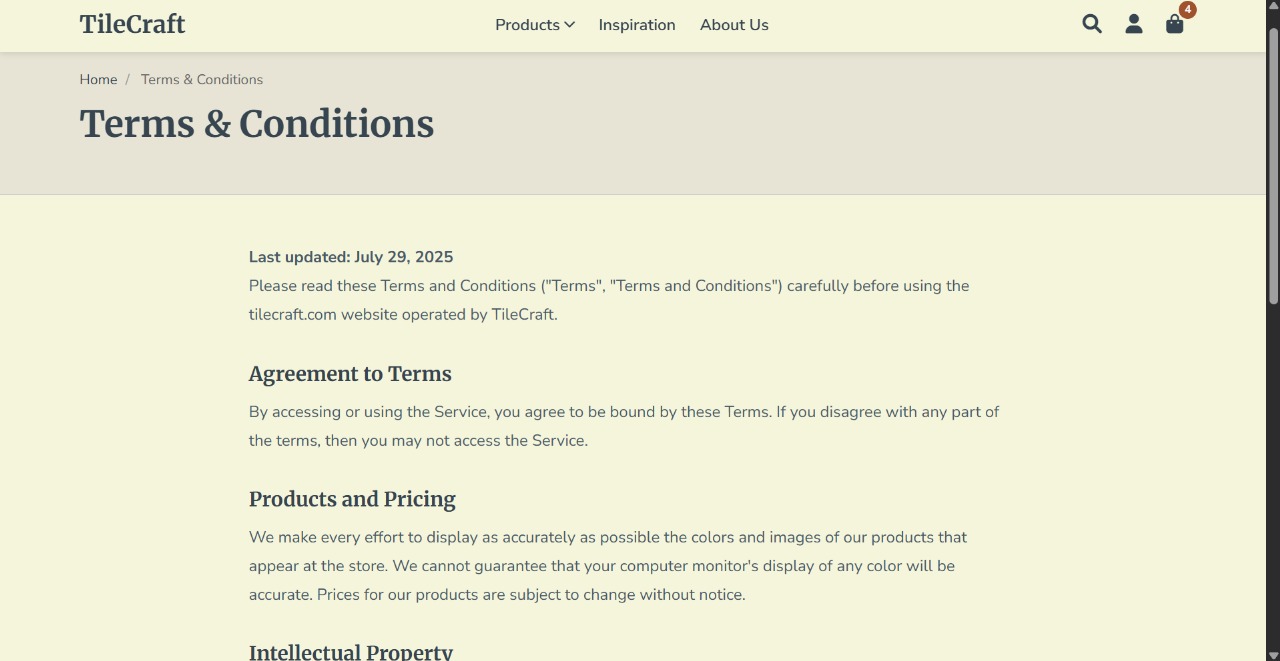 TileCraft
Products
Inspiration
About Us
4
Home / Terms & Conditions
Terms & Conditions
Last updated: July 29, 2025
Please read these Terms and Conditions ("Terms", "Terms and Conditions") carefully before using the
tilecraft.com website operated by TileCraft.
Agreement to Terms
By accessing or using the Service, you agree to be bound by these Terms. If you disagree with any part of
the terms, then you may not access the Service.
Products and Pricing
We make every effort to display as accurately as possible the colors and images of our products that
appear at the store. We cannot guarantee that your computer monitor's display of any color will be
accurate. Prices for our products are subject to change without notice.
Intellectual Property